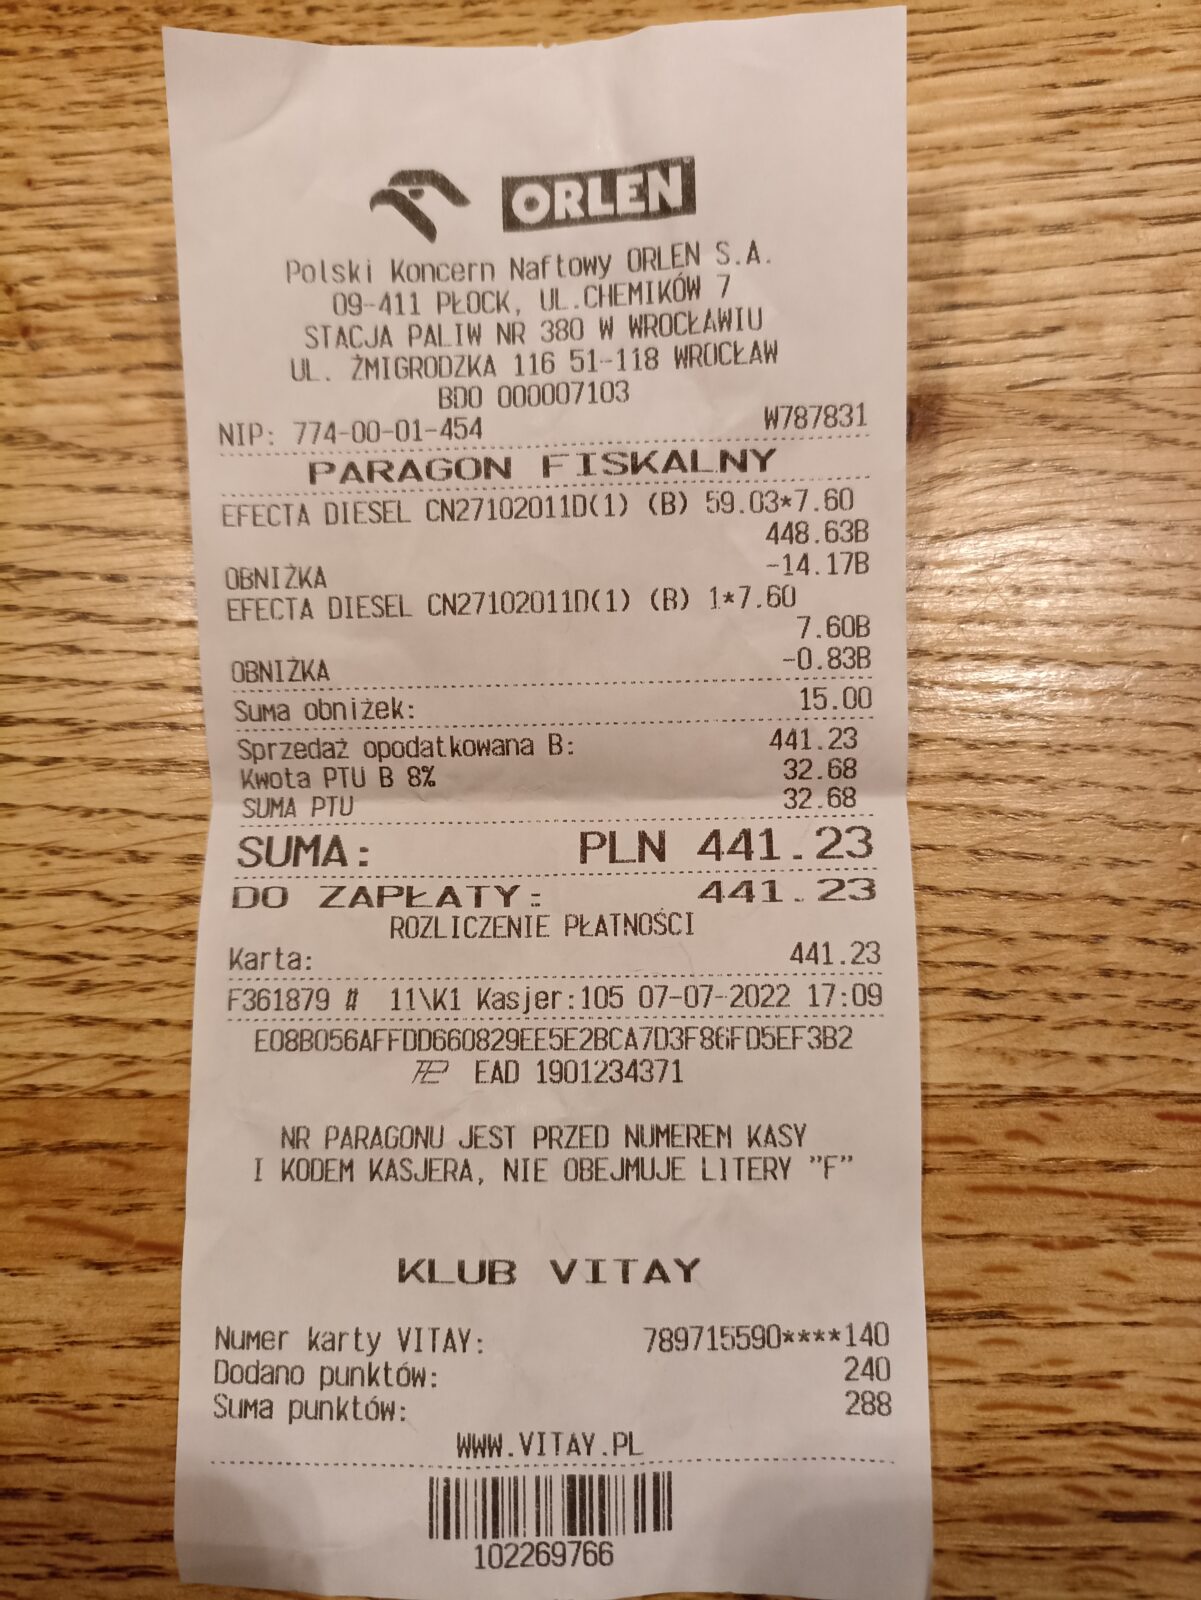 ORLEN
Polski Koncern Naftowy ORLEN S.A.
09-411 PŁOCK, UL.CHEMIKÓW 7
STACJA PALIW NR 380 W WROCŁAWIU
UL. ŻMIGRODZKA 116 51-118 WROCŁAW
BDO 000007103
NIP: 774-00-01-454 W787831
PARAGON FISKALNY
EFECTA DIESEL CN27102011D(1) (B) 59.03*7.60
448.63B
OBNIŻKA -14.17B
EFECTA DIESEL CN27102011D(1) (B) 1*7.60
7.60B
OBNIŻKA -0.83B
Suma obniżek: 15.00
Sprzedaż opodatkowana B: 441.23
Kwota PTU B 8% 32.68
SUMA PTU 32.68
SUMA: PLN 441.23
DO ZAPŁATY: 441.23
ROZLICZENIE PŁATNOŚCI
Karta: 441.23
F361879 # 11\K1 Kasjer:105 07-07-2022 17:09
E08B056AFFDD660829EE5E2BCA7D3F86FD5EF3B2
EAD 1901234371
NR PARAGONU JEST PRZED NUMEREM KASY
I KODEM KASJERA, NIE OBEJMUJE LITERY "F"
KLUB VITAY
Numer karty VITAY: 789715590****140
Dodano punktów: 240
Suma punktów: 288
WWW.VITAY.PL
102269766